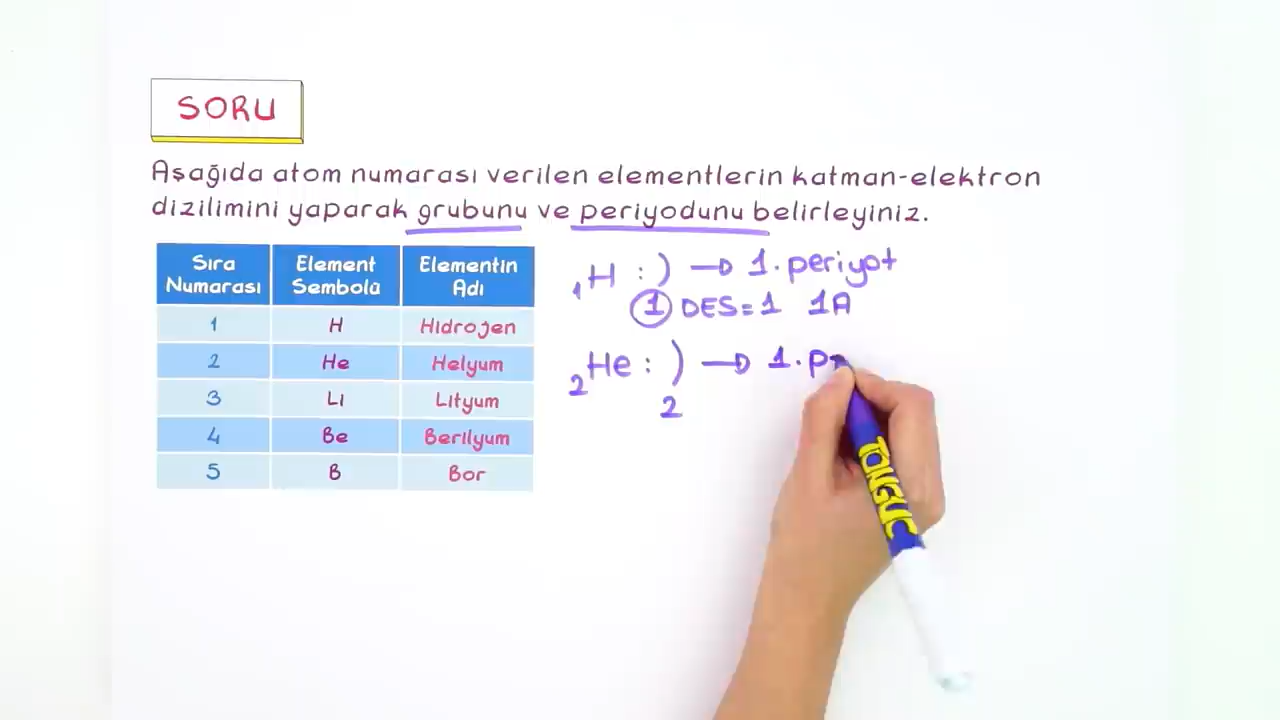 SORU
Aşağıda atom numarası verilen elementlerin katman-elektron
dizilimini yaparak grubunu ve periyodunu belirleyiniz.
Sıra Numarası Element Sembolü Elementin Adı
1 H Hidrojen
2 He Helyum
3 Li Lityum
4 Be Berilyum
5 B Bor
1H : ) → 1. periyot
1 DES = 1 1A
2He : ) → 1. p
2
TONGUÇ